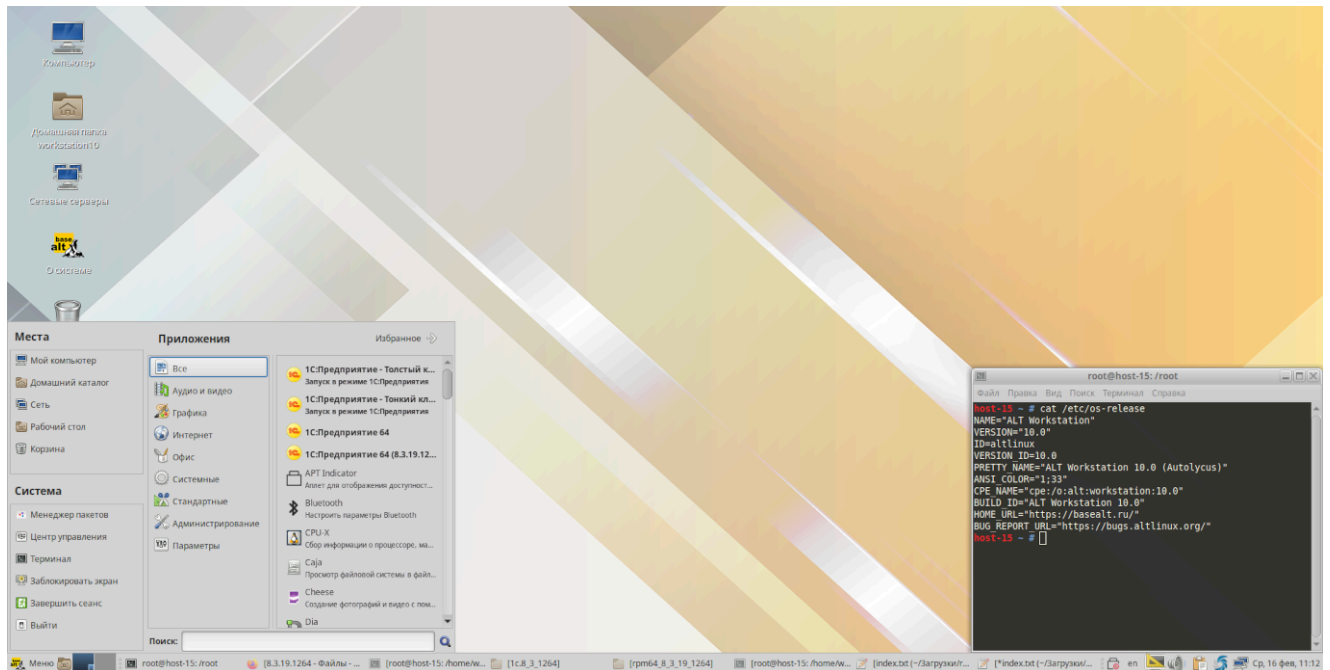 Компьютер
Домашняя папка
workstation10
Сетевые серверы
base
alt
О системе
Места
Мой компьютер
Домашний каталог
Сеть
Рабочий стол
Корзина
Система
Менеджер пакетов
Центр управления
Терминал
Заблокировать экран
Завершить сеанс
Выйти
Приложения
Избранное
Все
Аудио и видео
Графика
Интернет
Офис
Системные
Стандартные
Администрирование
Параметры
1С:Предприятие - Толстый к...
Запуск в режиме 1С:Предприятия
1С:Предприятие - Тонкий кл...
Запуск в режиме 1С:Предприятия
1С:Предприятие 64
1С:Предприятие 64 (8.3.19.12...
APT Indicator
Апплет для отображения доступност...
Bluetooth
Настроить параметры Bluetooth
CPU-X
Сбор информации о процессоре, ма...
Caja
Просмотр файловой системы в файл...
Cheese
Создание фотографий и видео с пом...
Dia
Поиск:
root@host-15: /root
Файл Правка Вид Поиск Терминал Справка
host-15 ~ # cat /etc/os-release
NAME="ALT Workstation"
VERSION="10.0"
ID=altlinux
VERSION_ID=10.0
PRETTY_NAME="ALT Workstation 10.0 (Autolycus)"
ANSI_COLOR="1;33"
CPE_NAME="cpe:/o:alt:workstation:10.0"
BUILD_ID="ALT Workstation 10.0"
HOME_URL="https://basealt.ru/"
BUG_REPORT_URL="https://bugs.altlinux.org/"
host-15 ~ #
Меню root@host-15: /root [8.3.19.1264 - Файлы - ... [root@host-15: /home/w... [1c.8_3_1264] [rpm64_8_3_19_1264] [root@host-15: /home/wo... [index.txt (~/Загрузки/r... [*index.txt (~/Загрузки/... en Ср, 16 фев, 11:12